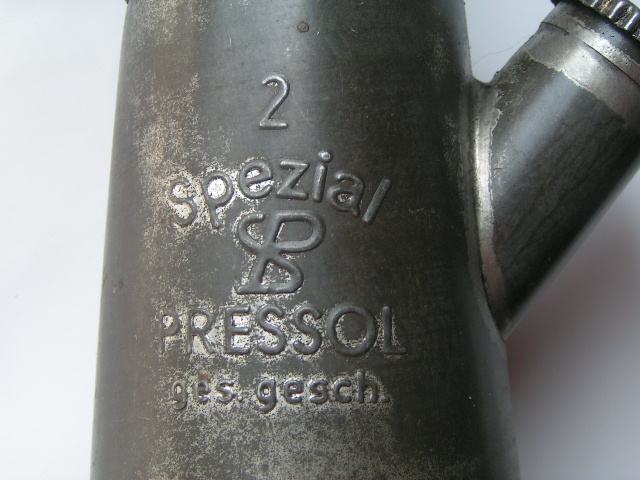 2
Spezial
PRESSOL
ges. gesch.